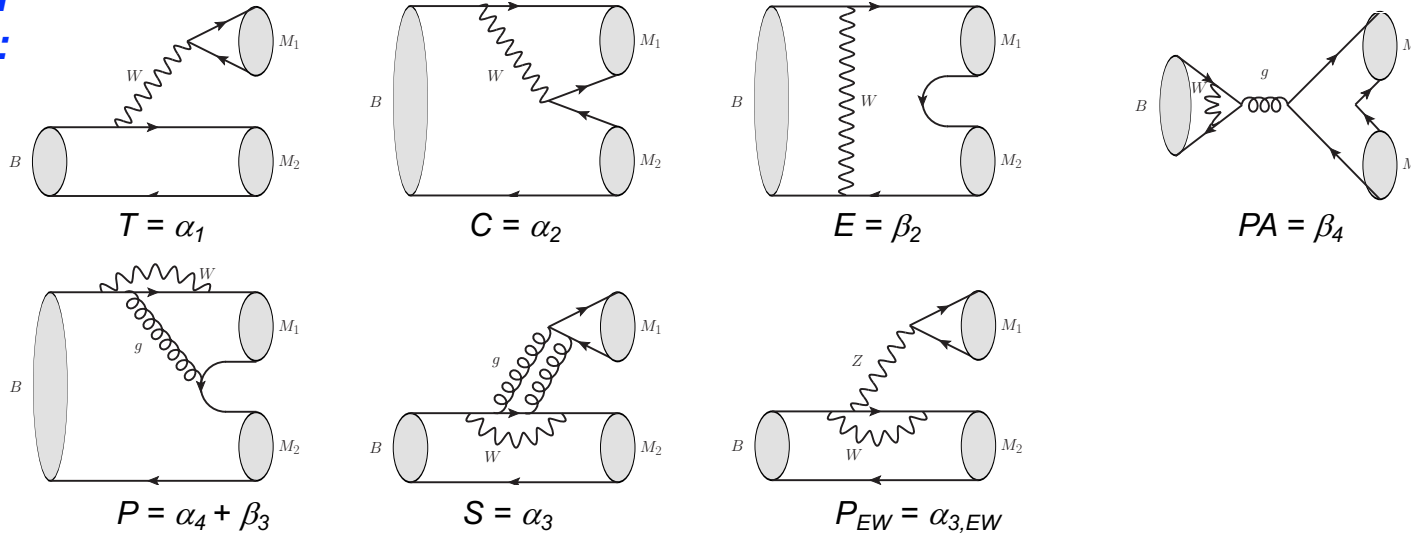 :
W
M₁
B
M₂
T = α₁
W
M₁
B
M₂
C = α₂
W
M₁
B
M₂
E = β₂
g
W
B
M
M
PA = β₄
W
M₁
g
B
M₂
P = α₄ + β₃
M₁
g
B
W
M₂
S = α₃
M₁
Z
B
W
M₂
P_EW = α₃,EW